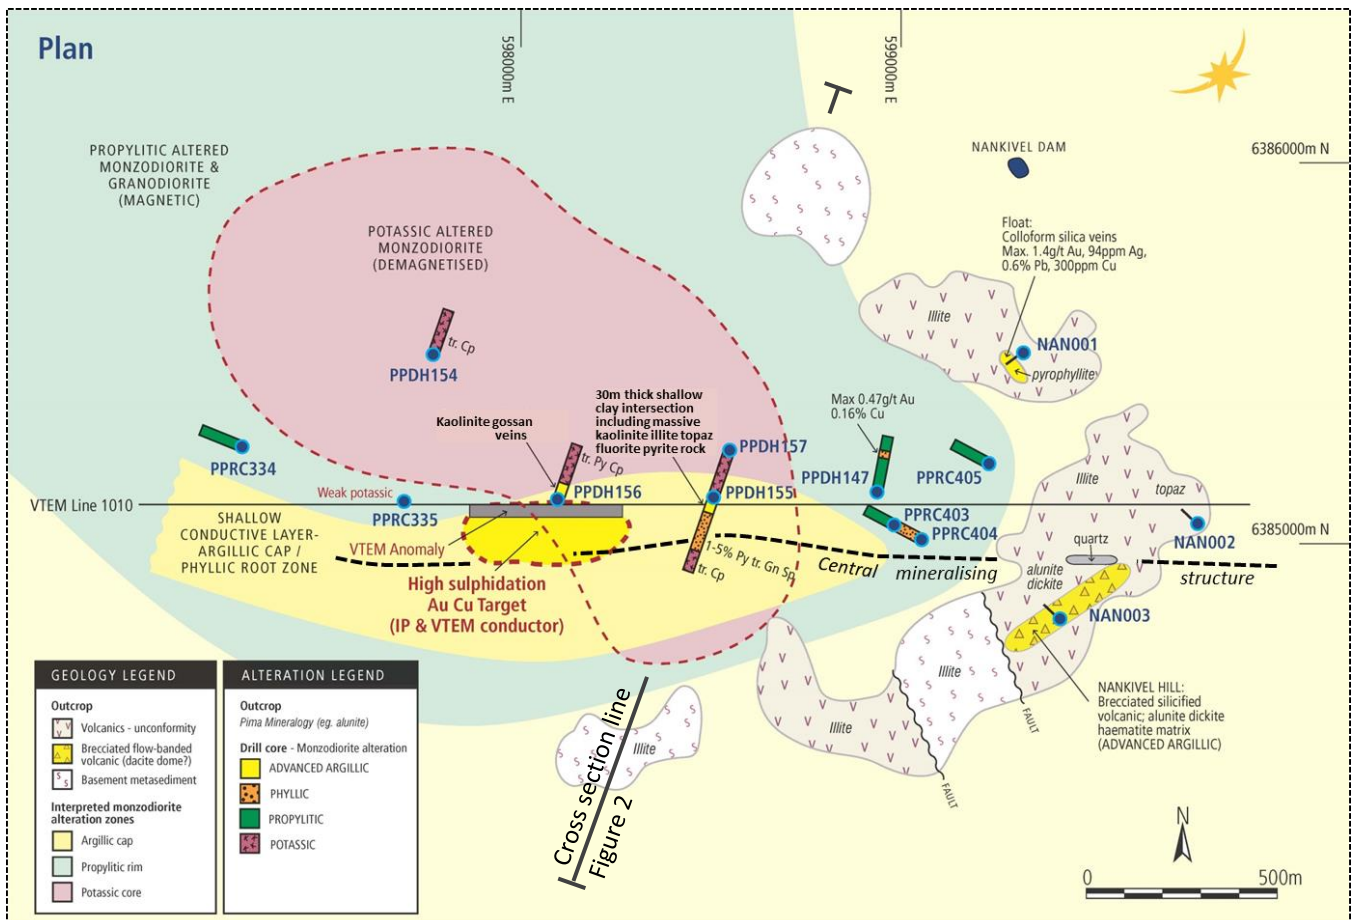 Plan
598000m E
599000m E
PROPYLITIC ALTERED
MONZODIORITE &
GRANODIORITE
(MAGNETIC)
NANKIVEL DAM
6386000m N
POTASSIC ALTERED
MONZODIORITE
(DEMAGNETISED)
Float:
Colloform silica veins
Max. 1.4g/t Au, 94ppm Ag,
0.6% Pb, 300ppm Cu
Illite
NAN001
pyrophyllite
tr. Cp
PPDH154
Kaolinite gossan
veins
30m thick shallow
clay intersection
including massive
kaolinite illite topaz
fluorite pyrite rock
Max 0.47g/t Au
0.16% Cu
PPRC334
tr. Py Cp
PPDH157
PPDH147
PPRC405
Illite
topaz
Weak potassic
PPDH156
PPDH155
VTEM Line 1010
PPRC335
PPRC403
PPRC404
NAN002
6385000m N
SHALLOW
CONDUCTIVE LAYER-
ARGILLIC CAP /
PHYLLIC ROOT ZONE
VTEM Anomaly
1-5% Py tr. Gn Sp
tr. Cp
Central mineralising structure
quartz
alunite
dickite
High sulphidation
Au Cu Target
(IP & VTEM conductor)
NAN003
Illite
Illite
Illite
FAULT
FAULT
NANKIVEL HILL:
Brecciated silicified
volcanic; alunite dickite
haematite matrix
(ADVANCED ARGILLIC)
Cross section line
Figure 2
GEOLOGY LEGEND
Outcrop
Volcanics - unconformity
Brecciated flow-banded
volcanic (dacite dome?)
Basement metasediment
Interpreted monzodiorite
alteration zones
Argillic cap
Propylitic rim
Potassic core
ALTERATION LEGEND
Outcrop
Pima Mineralogy (eg. alunite)
Drill core - Monzodiorite alteration
ADVANCED ARGILLIC
PHYLLIC
PROPYLITIC
POTASSIC
N
0 500m